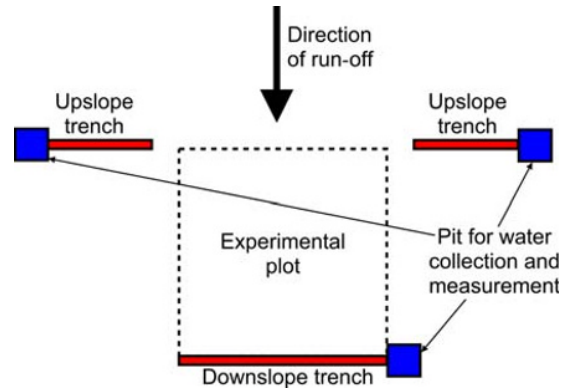 Direction
of run-off
Upslope
trench
Upslope
trench
Experimental
plot
Pit for water
collection and
measurement
Downslope trench